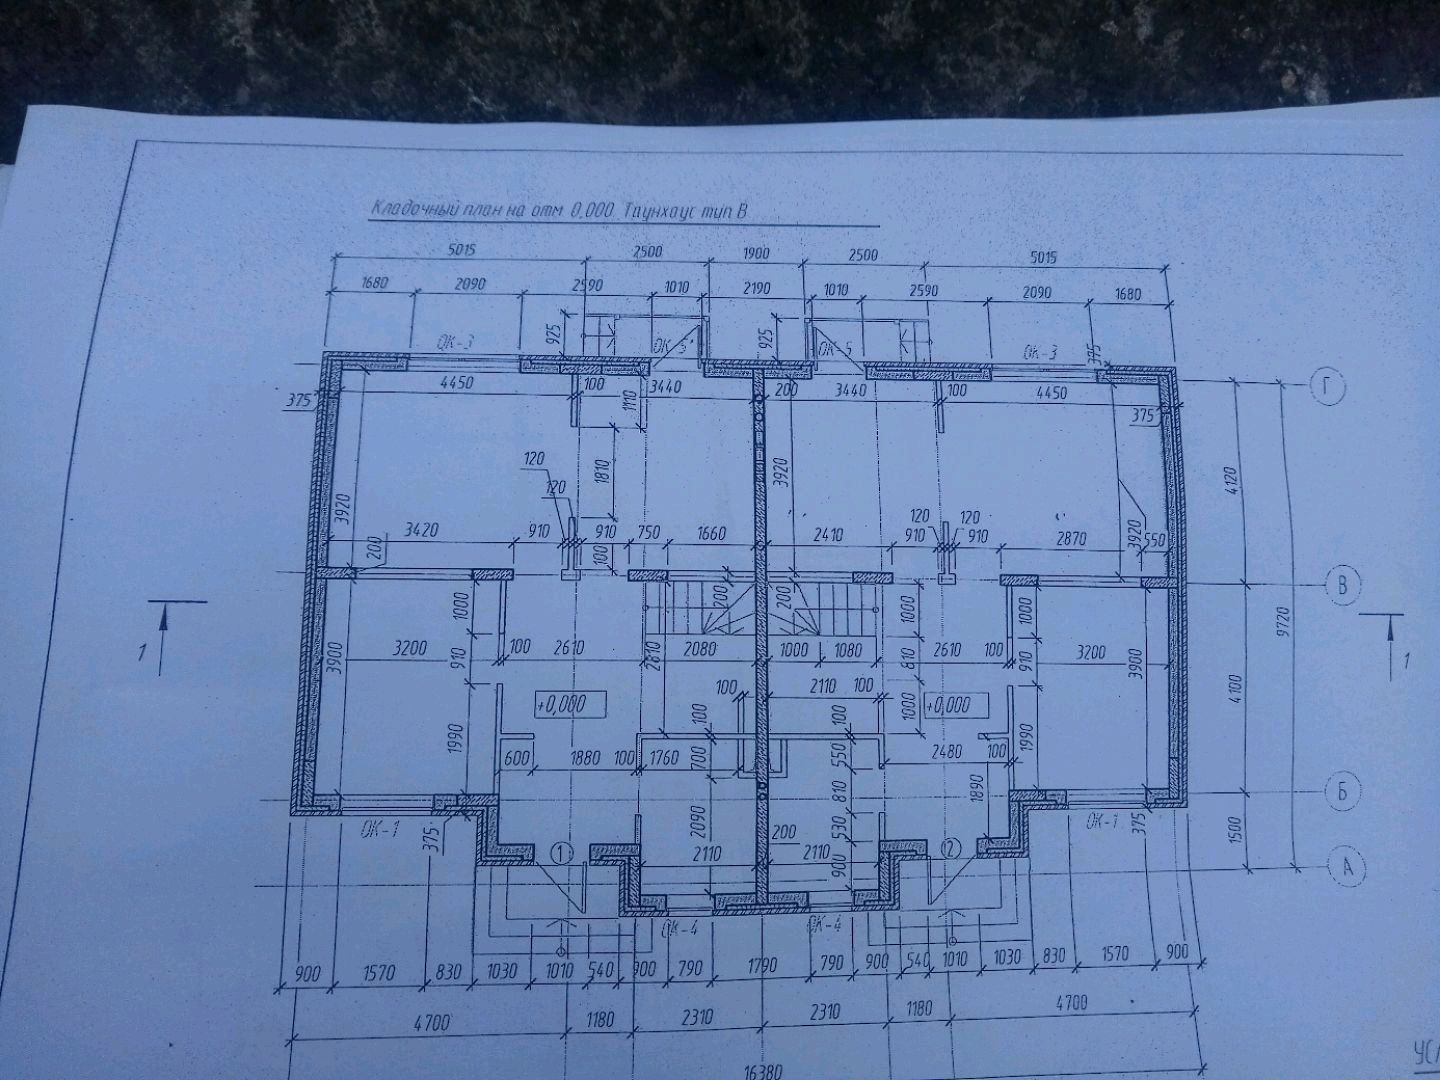 Кладочный план на отм 0,000 Таунхаус тип В
5015 2500 1900 2500 5015
1680 2090 2590 1010 2190 1010 2590 2090 1680
925 925
ОК-3 ОК-5 ОК-5 ОК-3 375
4450 100 3440 200 3440 100 4450
375 1110 375
Г
120 120 1810 3920 4120
3920 120 120 3920
3420 910 910 750 1660 2410 910 910 2870 550
200 100
200 200
В
1000 1000 1000
9720
1 1
3900 3200 910 100 2610 2810 2080 1000 1080 810 2610 100 910 3200 3900
100 2110 100
+0,000 +0,000
1000 4100
1990 100 100 1990
600 1880 100 1760 700 550 2480 100
810 1890
Б
ОК-1 375 2090 200 530 ОК-1 375 1500
1 2110 2110 900 2
А
ОК-4 ОК-4
900 1570 830 1030 1010 540 900 790 1790 790 900 540 1010 1030 830 1570 900
4700 1180 2310 2310 1180 4700
16380
УСЛ